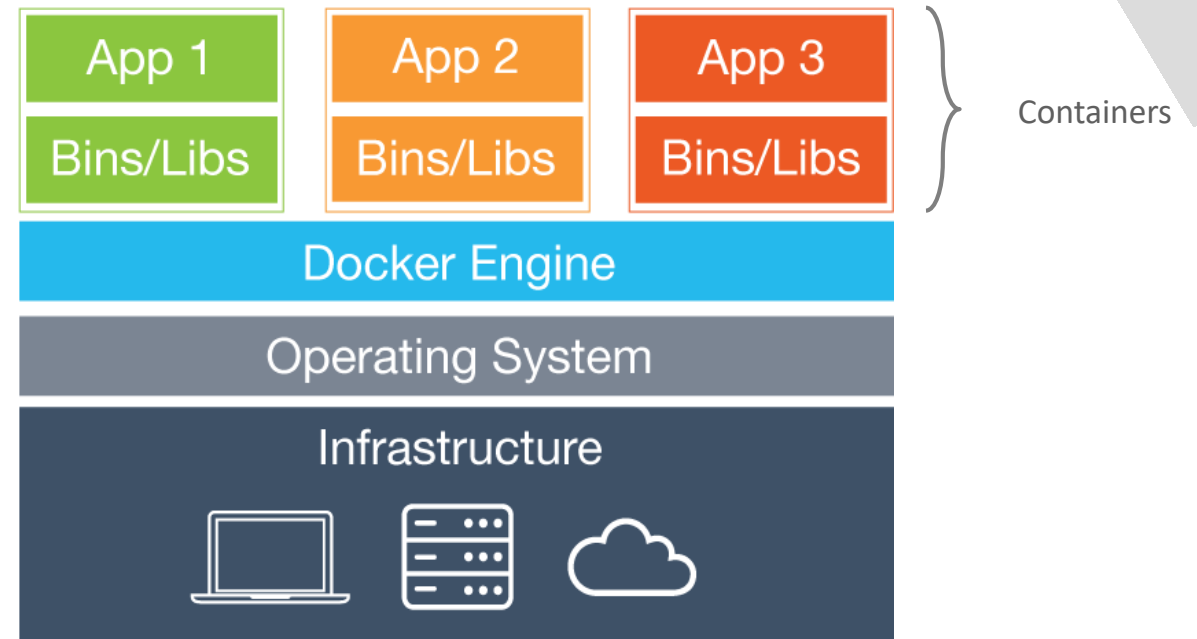 App 1
App 2
App 3
Containers
Bins/Libs
Bins/Libs
Bins/Libs
Docker Engine
Operating System
Infrastructure